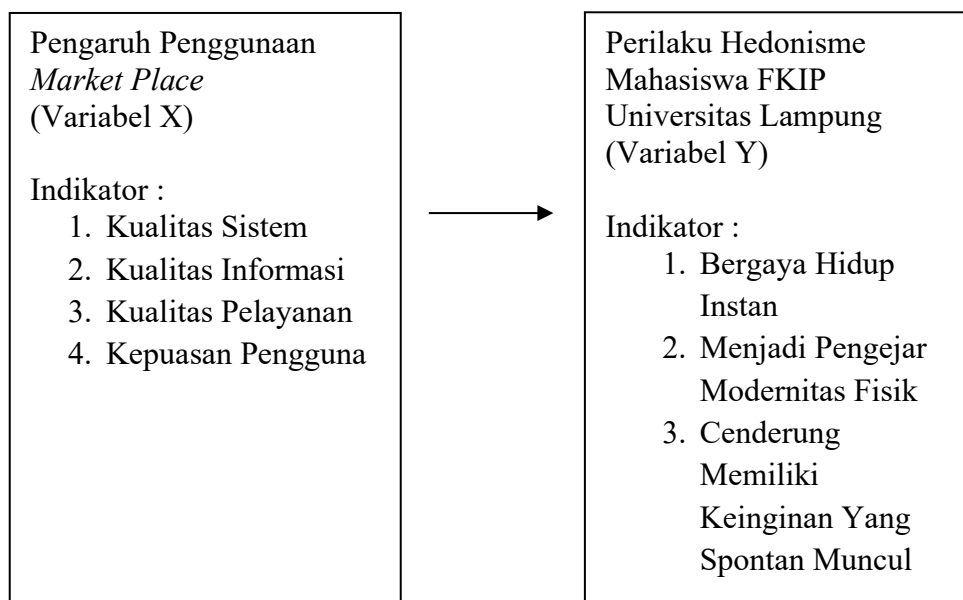 Pengaruh Penggunaan
Market Place
(Variabel X)
Indikator :
1. Kualitas Sistem
2. Kualitas Informasi
3. Kualitas Pelayanan
4. Kepuasan Pengguna
Perilaku Hedonisme
Mahasiswa FKIP
Universitas Lampung
(Variabel Y)
Indikator :
1. Bergaya Hidup
Instan
2. Menjadi Pengejar
Modernitas Fisik
3. Cenderung
Memiliki
Keinginan Yang
Spontan Muncul